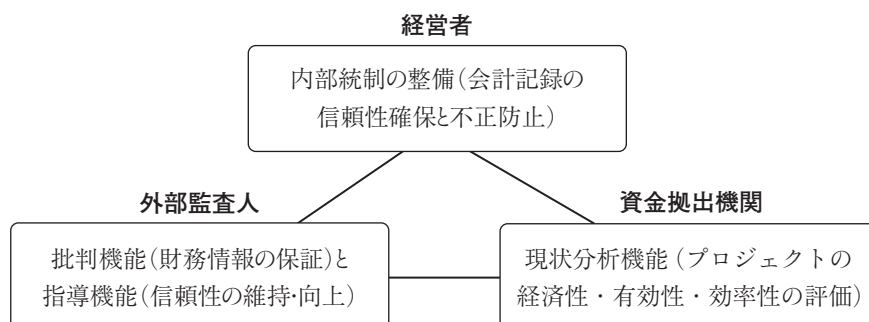 経営者
内部統制の整備（会計記録の
信頼性確保と不正防止）
外部監査人
批判機能（財務情報の保証）と
指導機能（信頼性の維持・向上）
資金拠出機関
現状分析機能（プロジェクトの
経済性・有効性・効率性の評価）